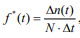 f*(t) = Δn(t) / (N · Δt),